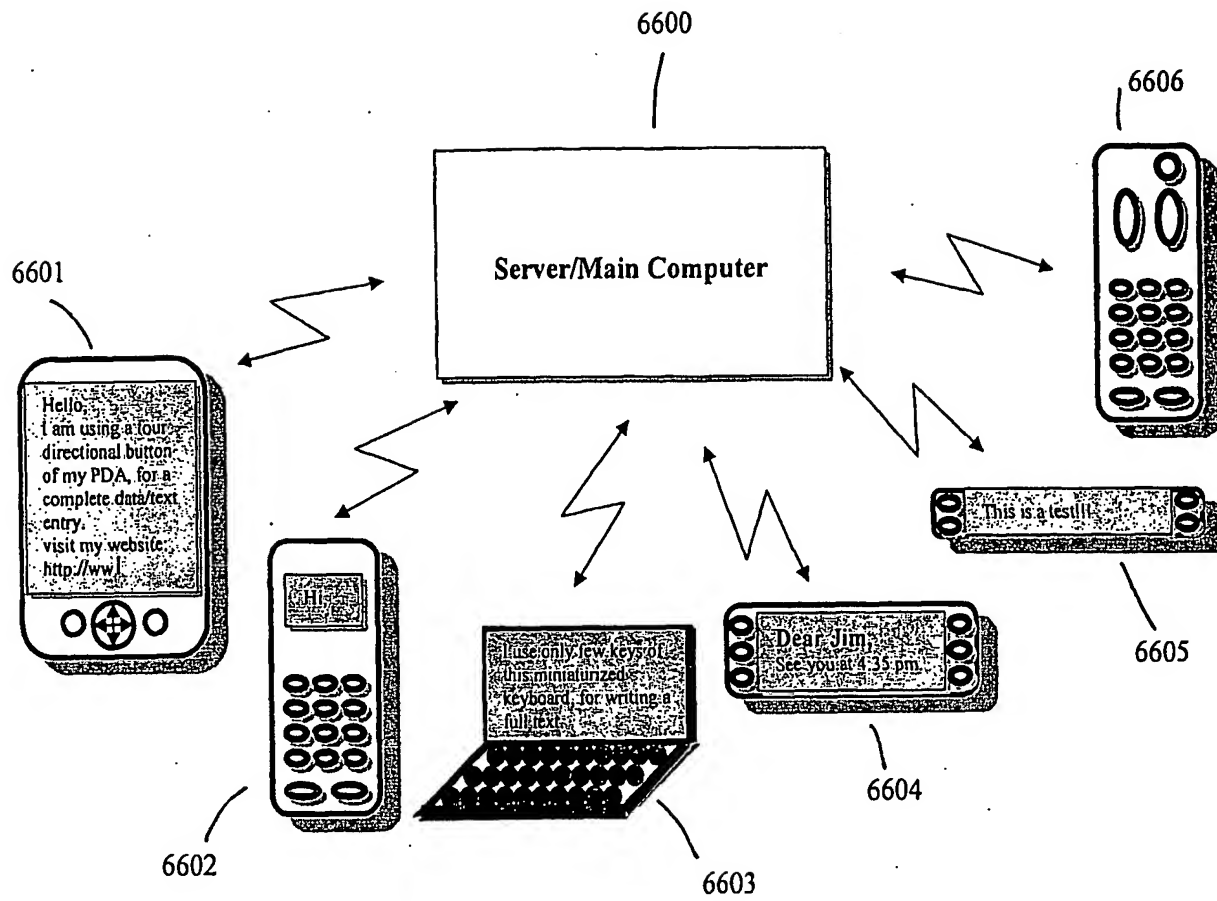 6600
6606
Server/Main Computer
6601
Hello,
I am using a four
directional button
of my PDA, for a
complete data/text
entry.
visit my website:
http://ww
This is a test!!!
Hi
Dear Jim,
See you at 4:35 pm
I use only few keys of
this miniaturized
keyboard, for writing a
full text
6605
6604
6602
6603